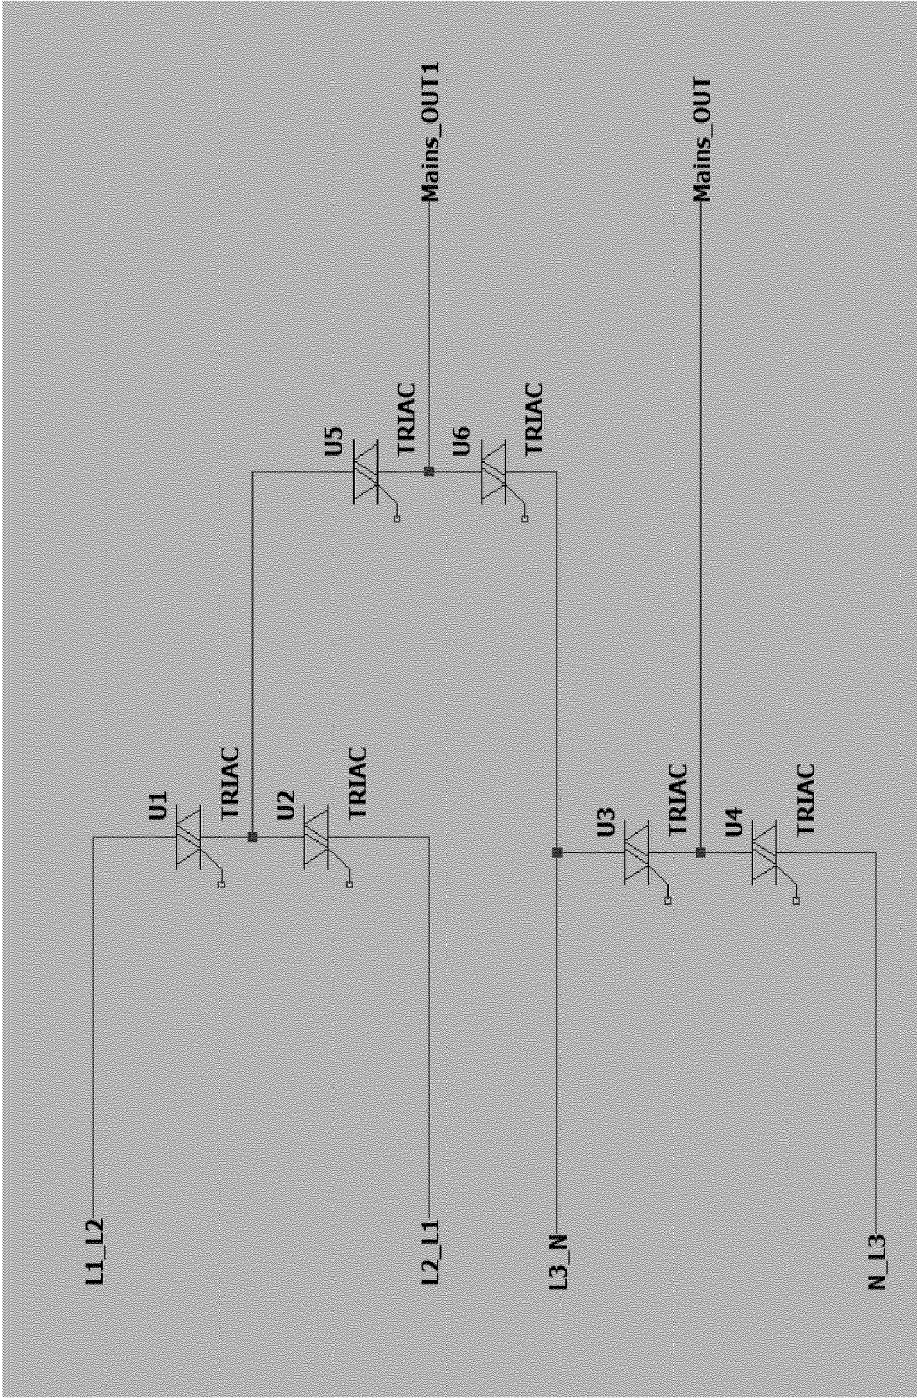 L1_L2
U1
TRIAC
U2
TRIAC
L2_L1
U5
TRIAC
U6
TRIAC
Mains_OUT1
L3_N
U3
TRIAC
U4
TRIAC
Mains_OUT
N_L3